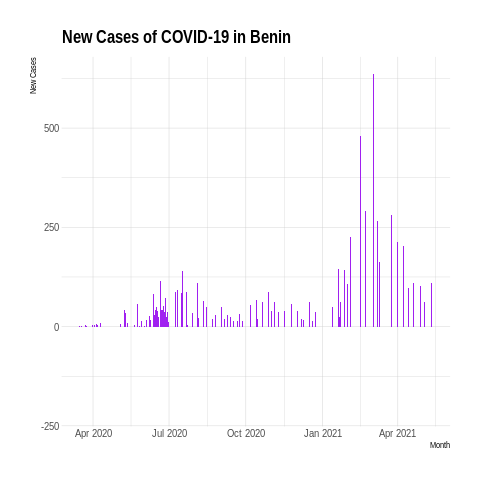 New Cases of COVID-19 in Benin
New Cases
500
250
0
-250
Apr 2020 Jul 2020 Oct 2020 Jan 2021 Apr 2021
Month